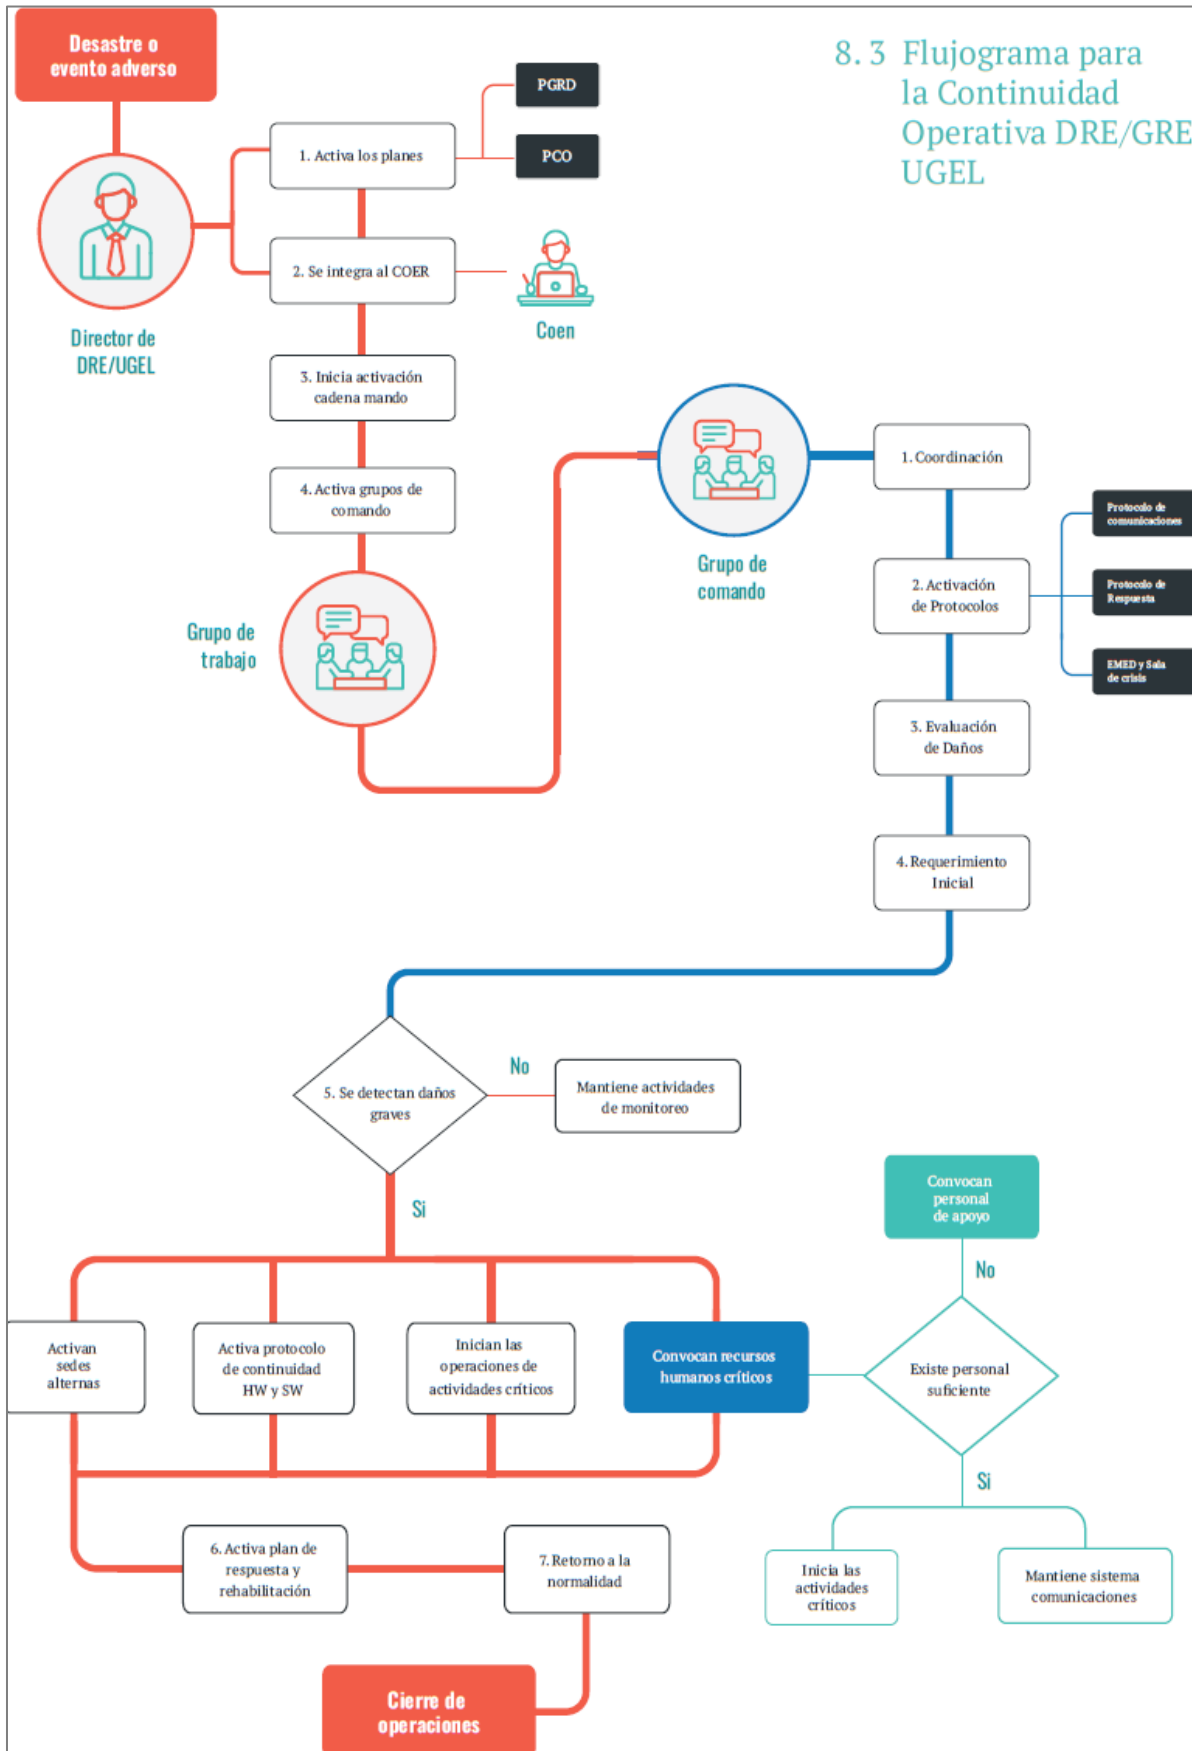 8. 3 Flujograma para
la Continuidad
Operativa DRE/GRE
UGEL
Desastre o
evento adverso
Director de
DRE/UGEL
1. Activa los planes
PGRD
PCO
2. Se integra al COER
Coen
3. Inicia activación
cadena mando
4. Activa grupos de
comando
Grupo de
trabajo
Grupo de
comando
1. Coordinación
2. Activación
de Protocolos
Protocolo de
comunicaciones
Protocolo de
Respuesta
EMED y Sala
de crisis
3. Evaluación
de Daños
4. Requerimiento
Inicial
5. Se detectan daños
graves
No
Mantiene actividades
de monitoreo
Si
Activan
sedes
alternas
Activa protocolo
de continuidad
HW y SW
Inician las
operaciones de
actividades críticos
Convocan recursos
humanos críticos
Convocan
personal
de apoyo
No
Existe personal
suficiente
Si
Inicia las
actividades
críticos
Mantiene sistema
comunicaciones
6. Activa plan de
respuesta y
rehabilitación
7. Retorno a la
normalidad
Cierre de
operaciones